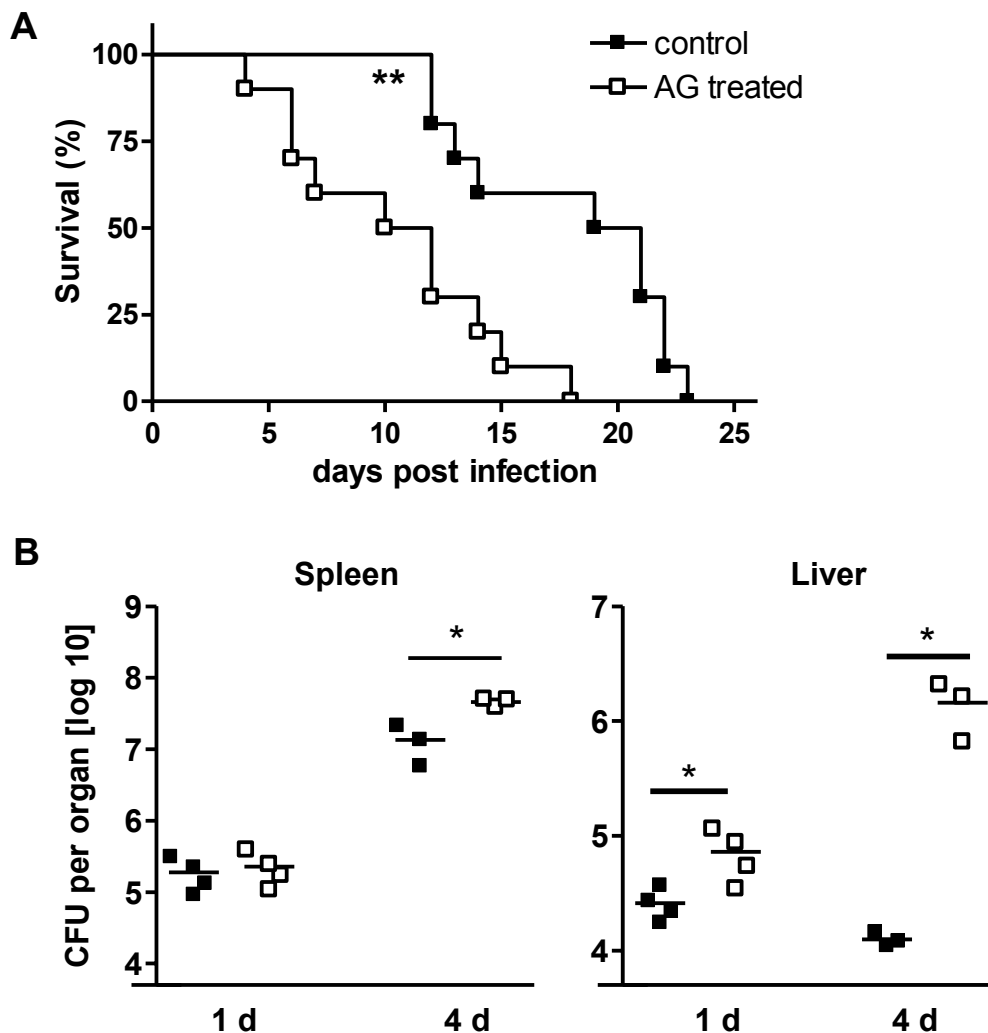 A
control
AG treated
100
75
50
25
0
**
Survival (%)
0 5 10 15 20 25
days post infection
B
Spleen
Liver
CFU per organ [log 10]
9
8
7
6
5
4
*
1 d 4 d
7
6
5
4
*
*
1 d 4 d